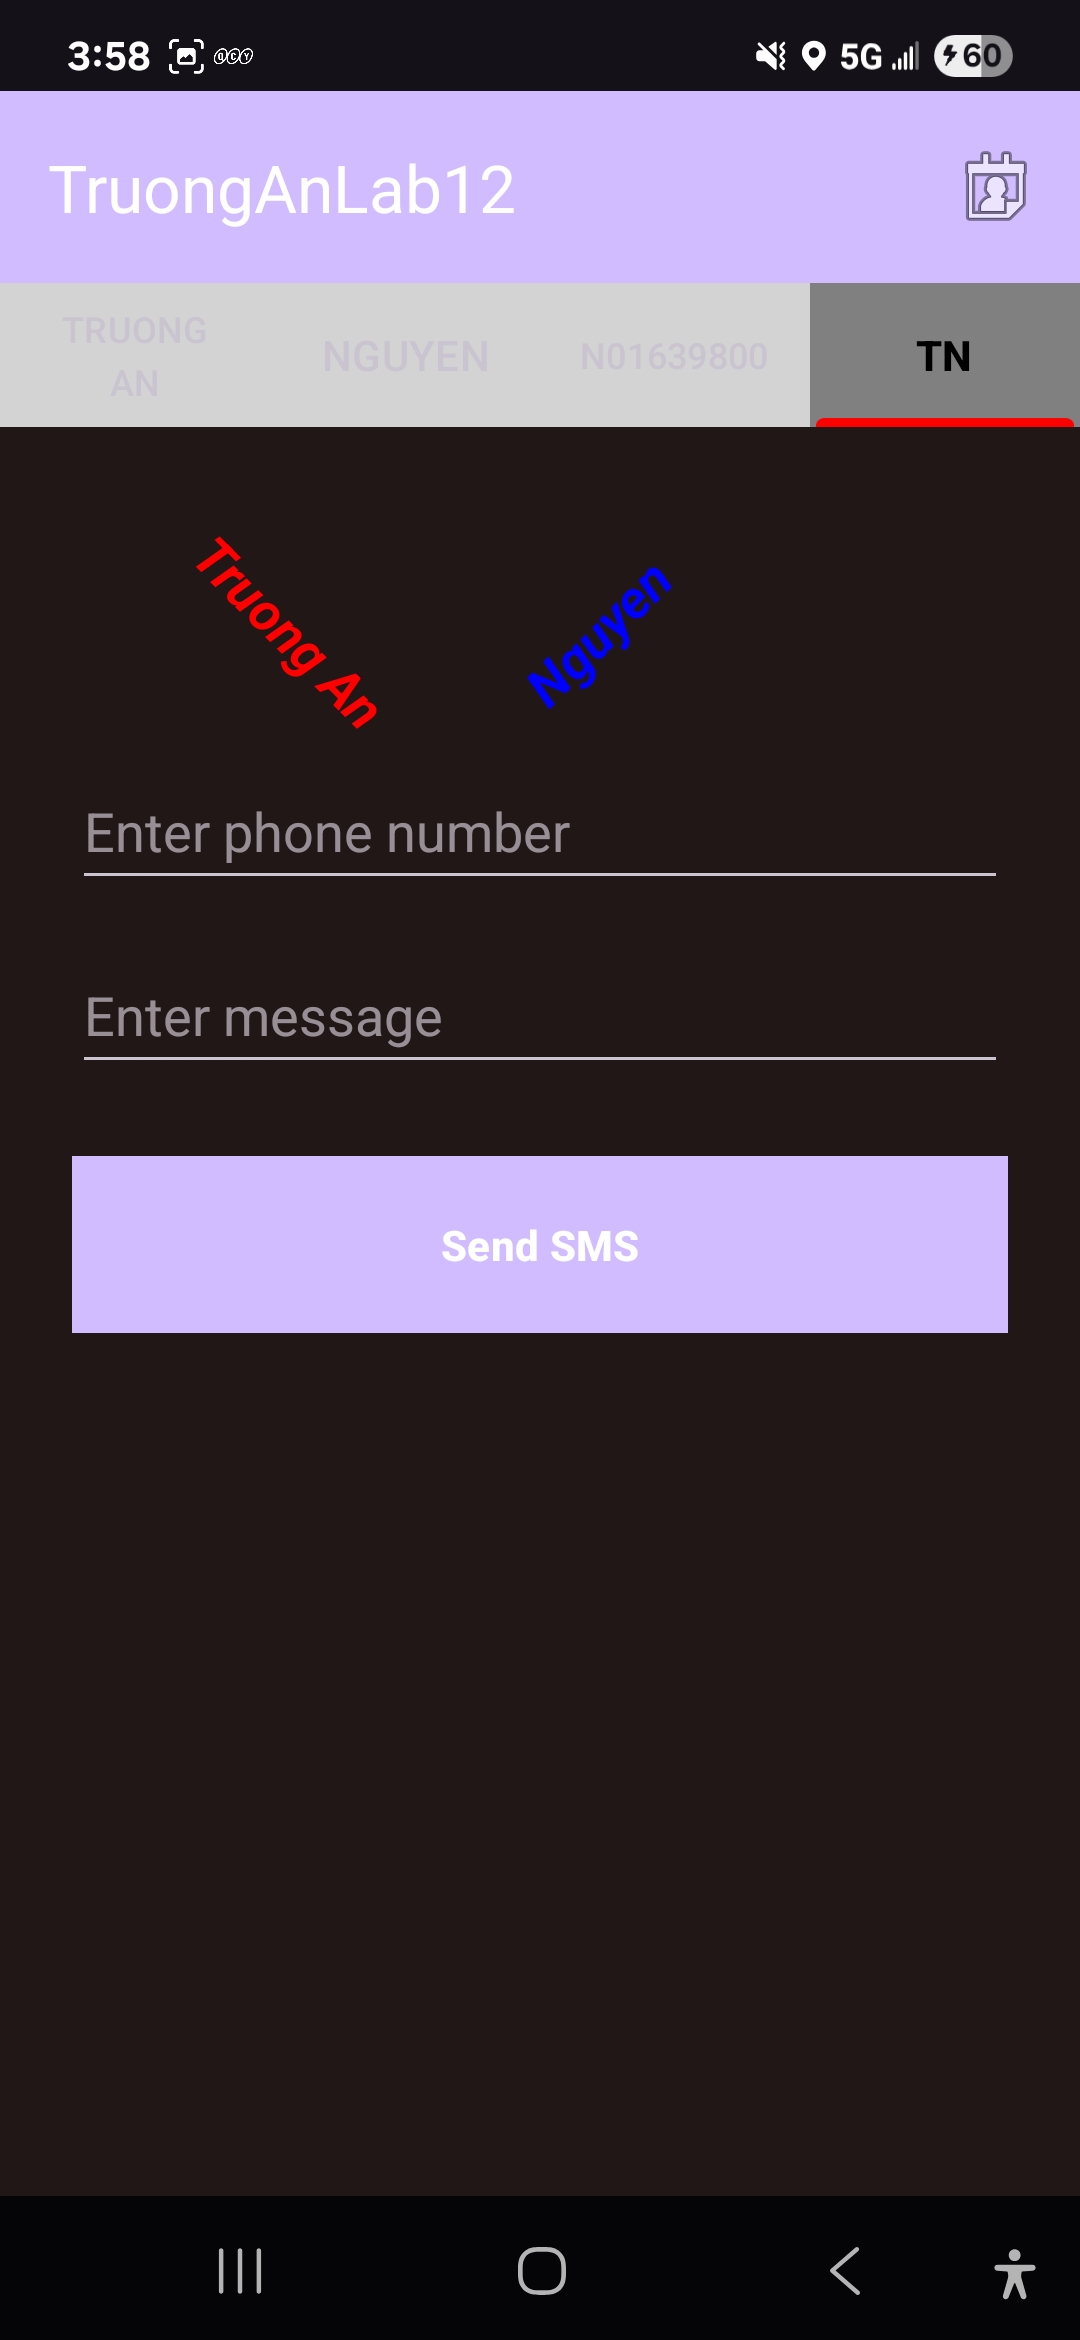 3:58 QCY 5G 60
TruongAnLab12
TRUONG
AN
NGUYEN
N01639800
TN
Truong An
Nguyen
Enter phone number
Enter message
Send SMS